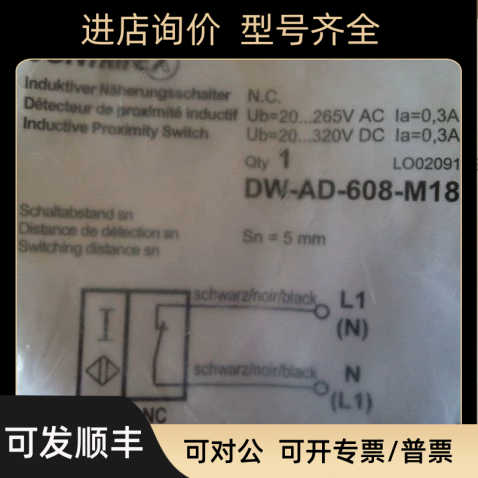 进店询价 型号齐全
Induktiver Näherungsschalter N.C.
Détecteur de proximité inductif Ub=20...265V AC Ia=0,3A
Inductive Proximity Switch Ub=20...320V DC Ia=0,3A
Qty 1 LO02091
DW-AD-608-M18
Schaltabstand sn
Distance de détection sn Sn = 5 mm
Switching distance sn
schwarz/noir/black L1
(N)
schwarz/noir/black N
(L1)
NC
可发顺丰
可对公 可开专票/普票